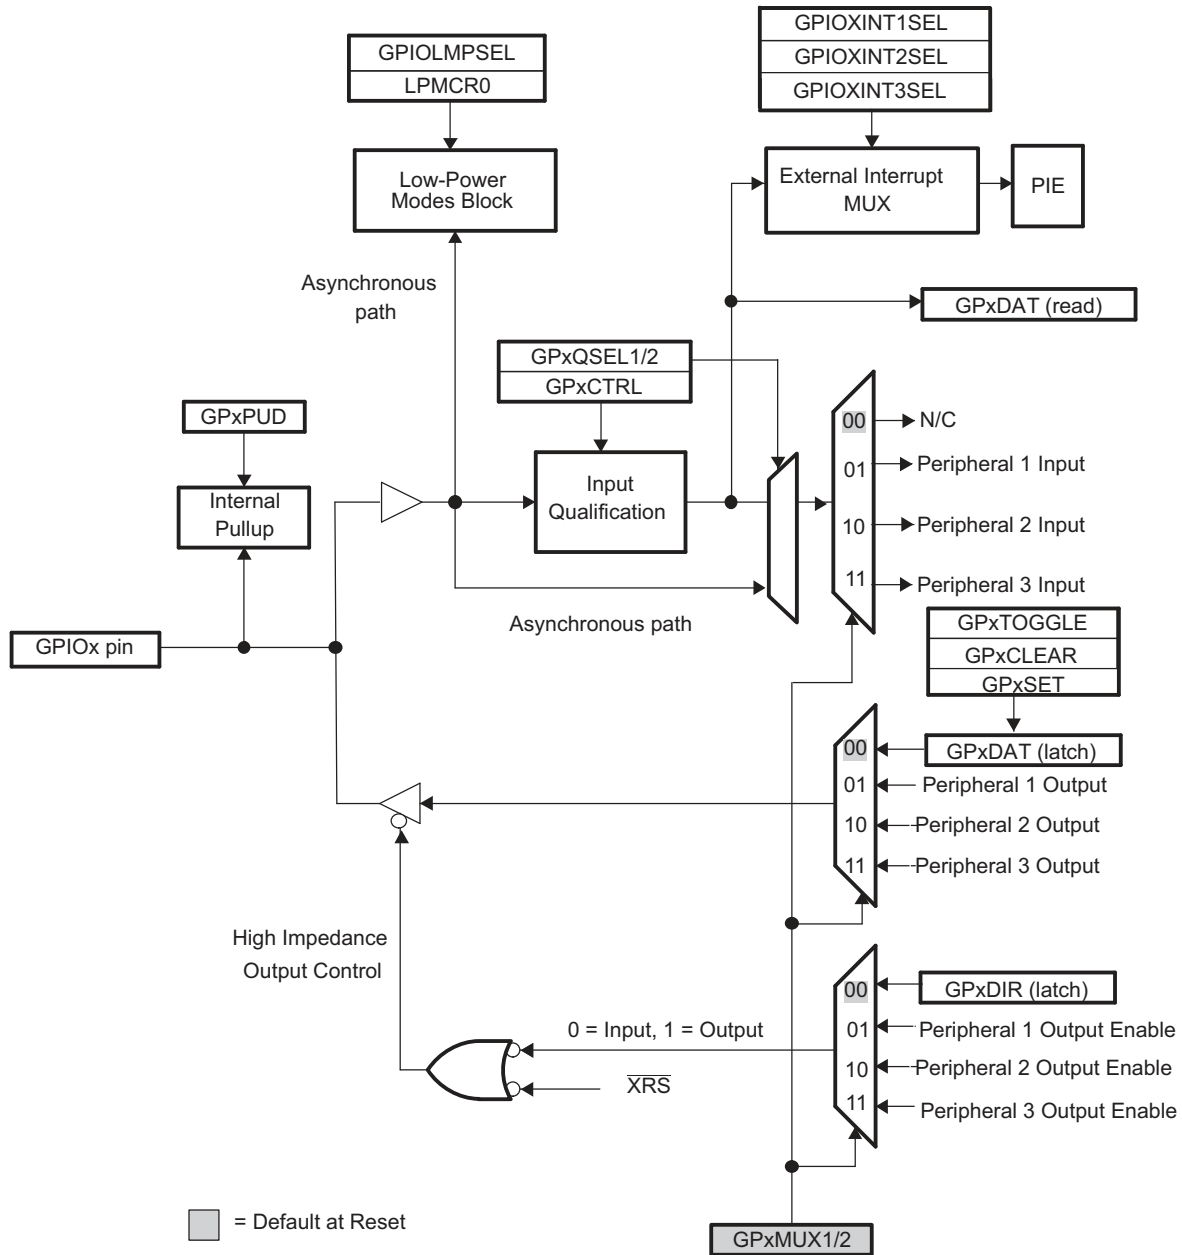 GPIOLMPSEL
LPMCR0
GPIOXINT1SEL
GPIOXINT2SEL
GPIOXINT3SEL
Low-Power
Modes Block
External Interrupt
MUX
PIE
Asynchronous
path
GPxDAT (read)
GPxQSEL1/2
GPxCTRL
GPxPUD
Internal
Pullup
Input
Qualification
00
N/C
01
Peripheral 1 Input
10
Peripheral 2 Input
11
Peripheral 3 Input
Asynchronous path
GPIOx pin
GPxTOGGLE
GPxCLEAR
GPxSET
00
GPxDAT (latch)
01
Peripheral 1 Output
10
Peripheral 2 Output
11
Peripheral 3 Output
High Impedance
Output Control
00
GPxDIR (latch)
0 = Input, 1 = Output
01
Peripheral 1 Output Enable
10
Peripheral 2 Output Enable
11
Peripheral 3 Output Enable
XRS
= Default at Reset
GPxMUX1/2